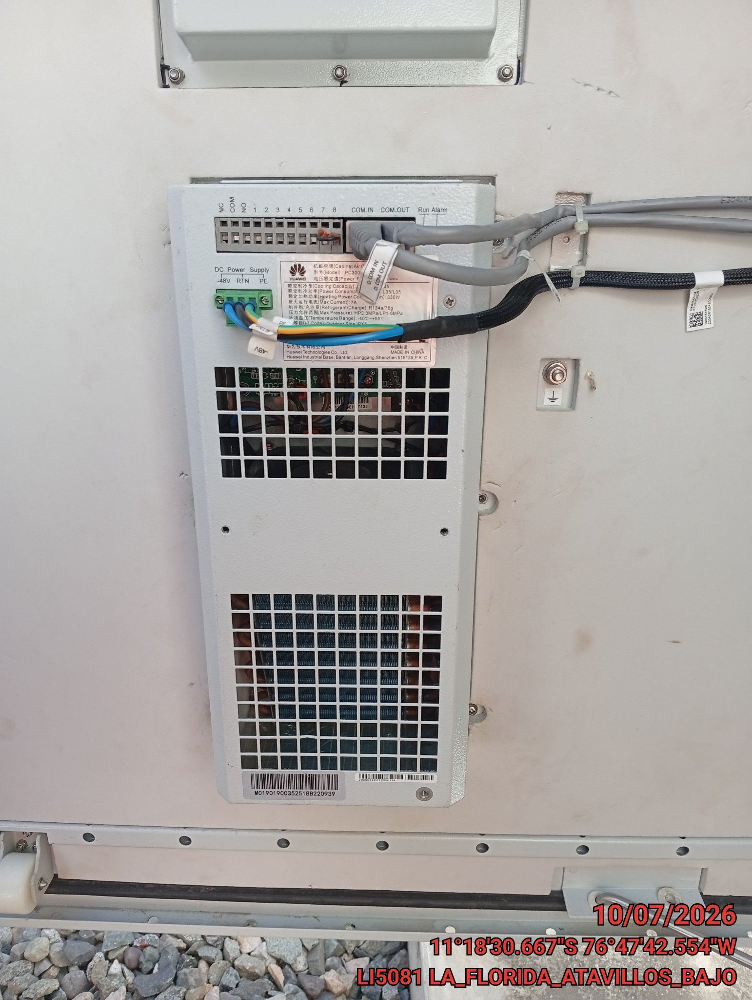 NC COM NO 1 2 3 4 5 6 7 8 COM_IN COM_OUT Run Alarm
DC Power Supply
-48V RTN PE
HUAWEI
机柜空调(Cabinet Air
型号(Model) :PC300
电压额定值(Power
额定制冷量(Cooling Capacity)
额定制冷功率(Power L35/L35
额定加热功率(Heating Power 330W
最大运行电流(Max Current): 7A
制冷剂/充注量(Refrigerant/Charge): R134a/78g
压力允许范围(Max Pressure): HP2.3MPa/LP1.6MPa
环境温度(Temperature Range): -40℃~+55℃
Code): Outdoor Side IPX5
华为技术有限公司 中国制造
Huawei Technologies Co., Ltd. MADE IN CHINA
Huawei Industrial Base, Bantian, Longgang, Shenzhen 518129, P.R.C
0: COM IN
0: COM OUT
PE
-48V
E354004
Made in China
M01901900352518B220939
10/07/2026
11°18'30.667"S 76°47'42.554"W
LI5081 LA_FLORIDA_ATAVILLOS_BAJO